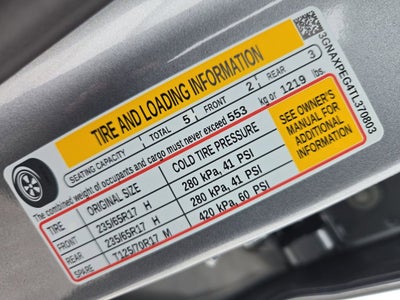 3GNAXPEG4TL370803
TIRE AND LOADING INFORMATION
SEATING CAPACITY | TOTAL 5 | FRONT 2 | REAR 3
The combined weight of occupants and cargo must never exceed 553 kg or 1219 lbs.
TIRE ORIGINAL SIZE COLD TIRE PRESSURE
FRONT 235/65R17 H 280 kPa, 41 PSI
REAR 235/65R17 H 280 kPa, 41 PSI
SPARE T125/70R17 M 420 kPa, 60 PSI
SEE OWNER'S
MANUAL FOR
ADDITIONAL
INFORMATION